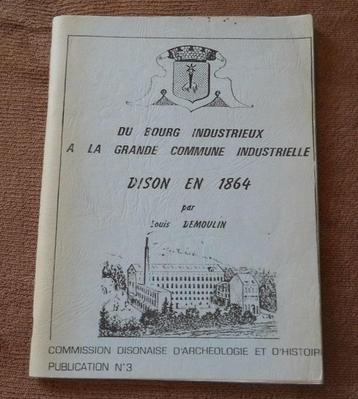 DU BOURG INDUSTRIEUX
A LA GRANDE COMMUNE INDUSTRIELLE
DISON EN 1864
par
Louis DEMOULIN
COMMISSION DISONAISE D'ARCHEOLOGIE ET D'HISTOIR
PUBLICATION N°3